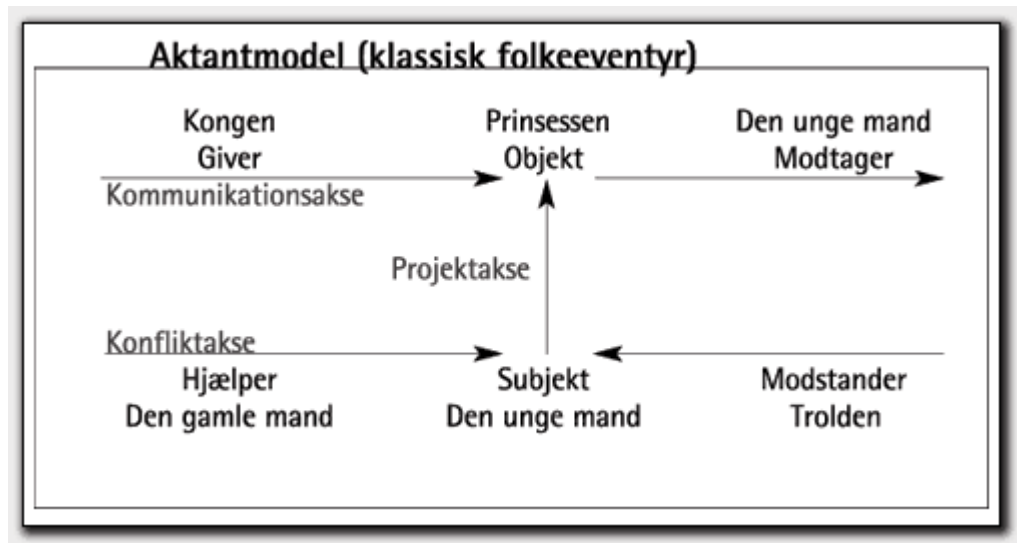 Aktantmodel (klassisk folkeeventyr)
Kongen
Giver
Prinsessen
Objekt
Den unge mand
Modtager
Kommunikationsakse
Projektakse
Konfliktakse
Hjælper
Den gamle mand
Subjekt
Den unge mand
Modstander
Trolden